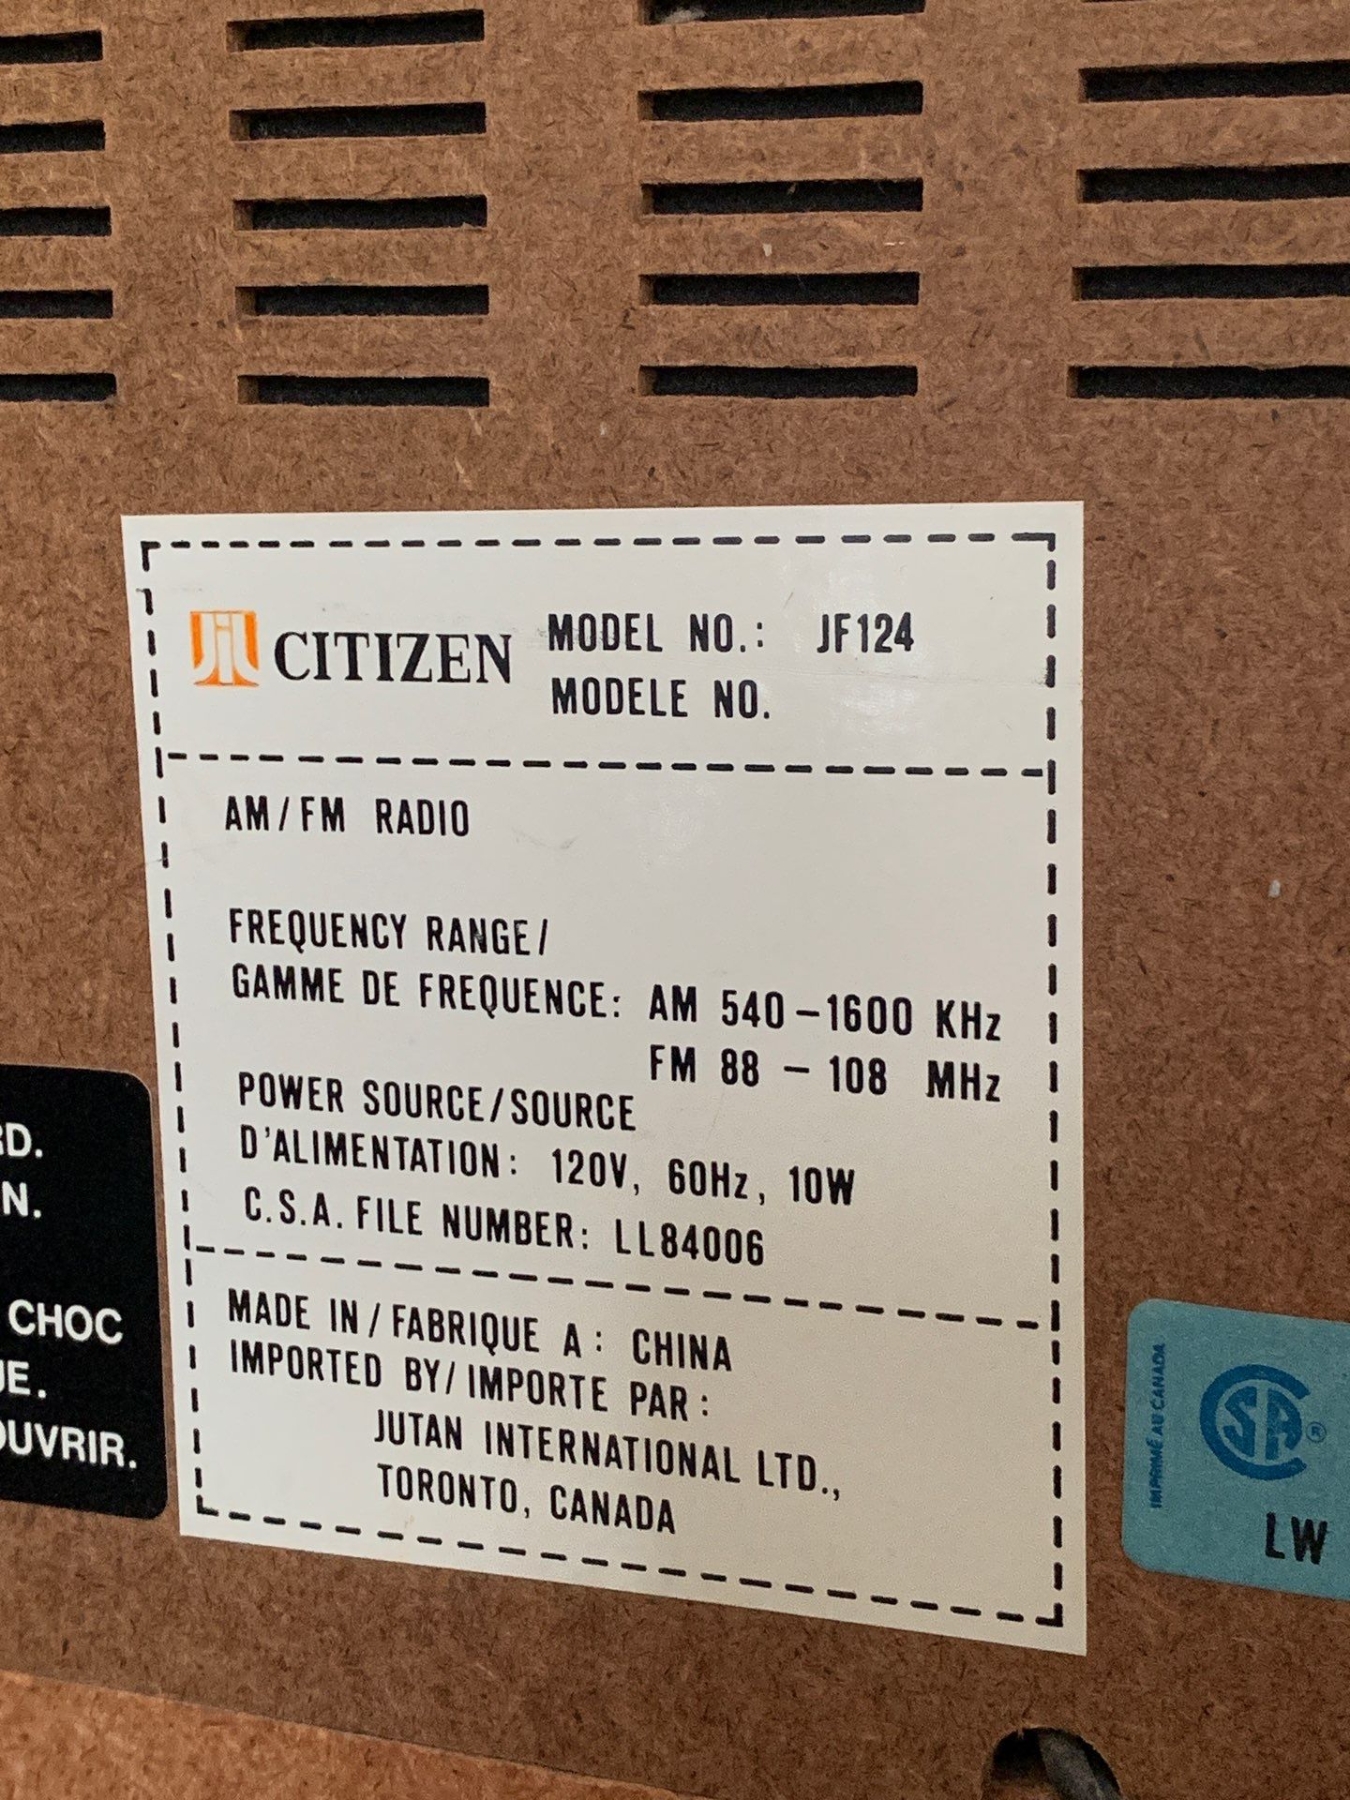 CITIZEN MODEL NO.: JF124
MODELE NO.
AM/FM RADIO
FREQUENCY RANGE/
GAMME DE FREQUENCE: AM 540-1600 KHz
FM 88 - 108 MHz
POWER SOURCE/SOURCE
D'ALIMENTATION: 120V, 60Hz, 10W
C.S.A. FILE NUMBER: LL84006
MADE IN/FABRIQUE A: CHINA
IMPORTED BY/IMPORTE PAR:
JUTAN INTERNATIONAL LTD.,
TORONTO, CANADA
CHOC
OUVRIR.
IMPRIMÉ AU CANADA
SA®
LW